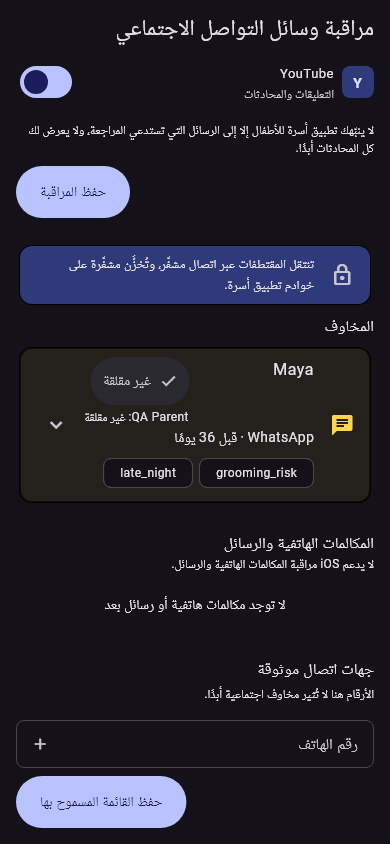 مراقبة وسائل التواصل الاجتماعي
YouTube
Y
التعليقات والمحادثات
لا ينبّهك تطبيق أسرة للأطفال إلا إلى الرسائل التي تستدعي المراجعة، ولا يعرض لك
كل المحادثات أبدًا.
حفظ المراقبة
تنتقل المقتطفات عبر اتصال مشفّر، وتُخزَّن مشفّرة على
خوادم تطبيق أسرة.
المخاوف
Maya
غير مقلقة
QA Parent: غير مقلقة
WhatsApp · قبل 36 يومًا
grooming_risk
late_night
المكالمات الهاتفية والرسائل
لا يدعم iOS مراقبة المكالمات الهاتفية والرسائل.
لا توجد مكالمات هاتفية أو رسائل بعد
جهات اتصال موثوقة
الأرقام هنا لا تُثير مخاوف اجتماعية أبدًا.
رقم الهاتف
حفظ القائمة المسموح بها